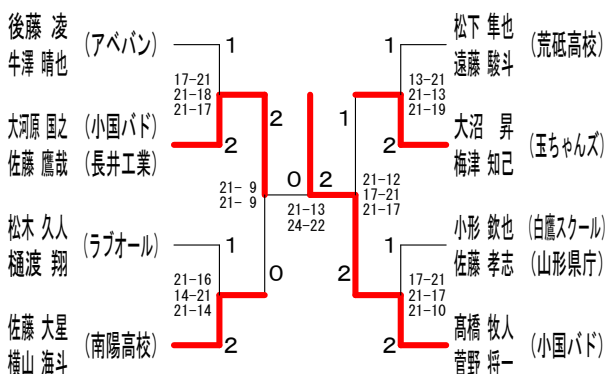 後藤 凌
牛澤 晴也
(アベバン)
1
17-21
21-18
21-17
大河原 国之 (小国バド)
佐藤 鷹哉 (長井工業)
2
2
21- 9
21- 9
松木 久人
樋渡 翔
(ラブオール)
1
21-16
14-21
21-14
0
佐藤 大星
横山 海斗
(南陽高校)
2
0
2
21-13
24-22
1
松下 隼也
遠藤 駿斗
(荒砥高校)
13-21
21-13
21-19
1
大沼 昇
梅津 知己
(玉ちゃんズ)
2
21-12
17-21
21-17
1
小形 欽也 (白鷹スクール)
佐藤 孝志 (山形県庁)
2
17-21
21-17
21-10
髙橋 牧人
菅野 将一
(小国バド)
2